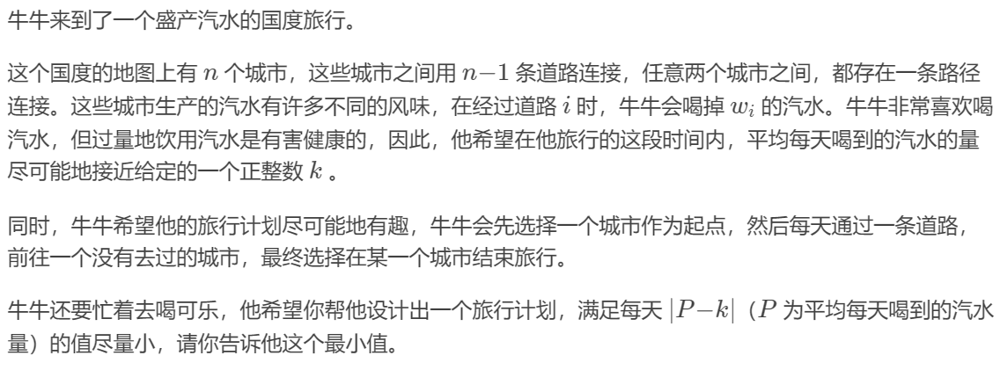 牛牛来到了一个盛产汽水的国度旅行。
这个国度的地图上有 n 个城市，这些城市之间用 n−1 条道路连接，任意两个城市之间，都存在一条路径
连接。这些城市生产的汽水有许多不同的风味，在经过道路 i 时，牛牛会喝掉 wᵢ 的汽水。牛牛非常喜欢喝
汽水，但过量地饮用汽水是有害健康的，因此，他希望在他旅行的这段时间内，平均每天喝到的汽水的量
尽可能地接近给定的一个正整数 k 。
同时，牛牛希望他的旅行计划尽可能地有趣，牛牛会先选择一个城市作为起点，然后每天通过一条道路，
前往一个没有去过的城市，最终选择在某一个城市结束旅行。
牛牛还要忙着去喝可乐，他希望你帮他设计出一个旅行计划，满足每天 |P−k|（P 为平均每天喝到的汽水
量）的值尽量小，请你告诉他这个最小值。